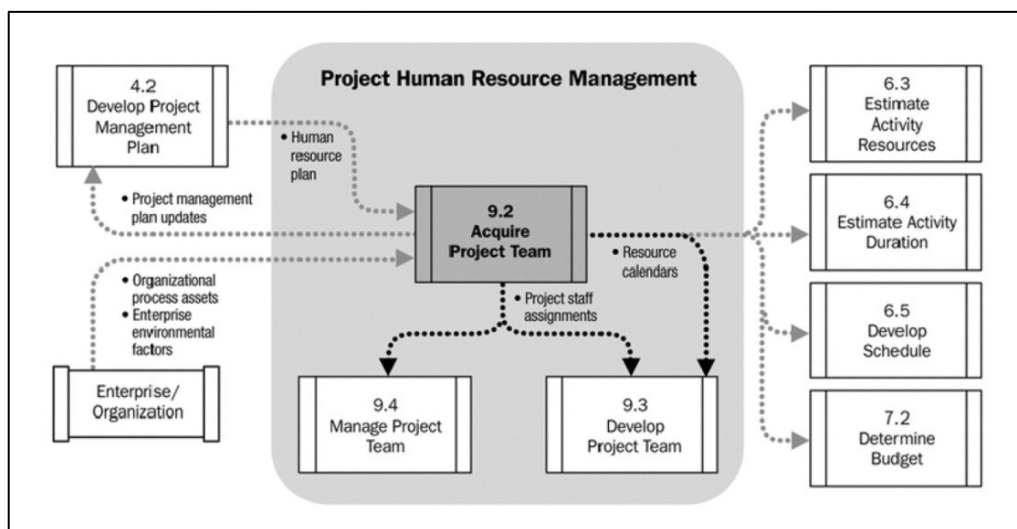 Project Human Resource Management
4.2
Develop Project
Management
Plan
• Human
resource
plan
• Project management
plan updates
9.2
Acquire
Project Team
• Resource
calendars
• Organizational
process assets
• Enterprise
environmental
factors
• Project staff
assignments
Enterprise/
Organization
9.4
Manage Project
Team
9.3
Develop
Project Team
6.3
Estimate
Activity
Resources
6.4
Estimate Activity
Duration
6.5
Develop
Schedule
7.2
Determine
Budget